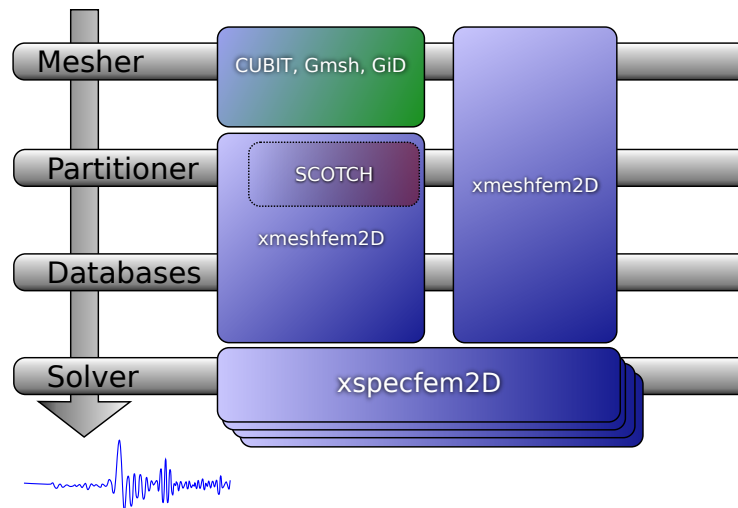 Mesher
CUBIT, Gmsh, GiD
Partitioner
SCOTCH
xmeshfem2D
xmeshfem2D
Databases
Solver
xspecfem2D